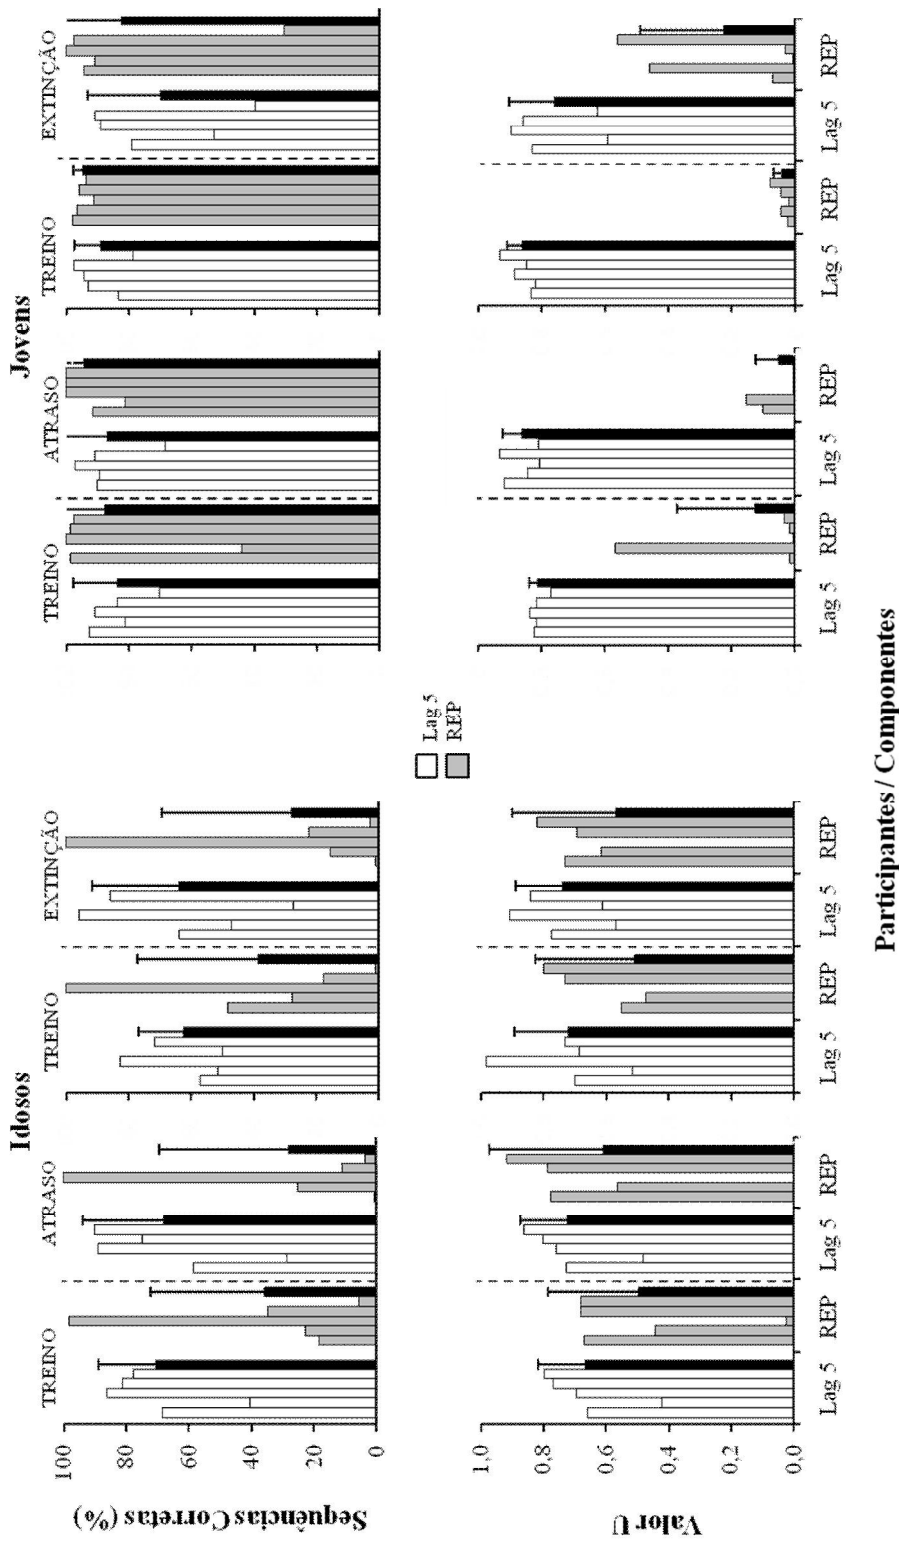 Idosos
Jovens
TREINO
ATRASO
TREINO
EXTINÇÃO
TREINO
ATRASO
TREINO
EXTINÇÃO
Sequências Corretas (%)
100
80
60
40
20
0
Lag 5
REP
Valor U
1,0
0,8
0,6
0,4
0,2
0,0
Lag 5
REP
Lag 5
REP
Lag 5
REP
Lag 5
REP
Lag 5
REP
Lag 5
REP
Lag 5
REP
Lag 5
REP
Participantes / Componentes